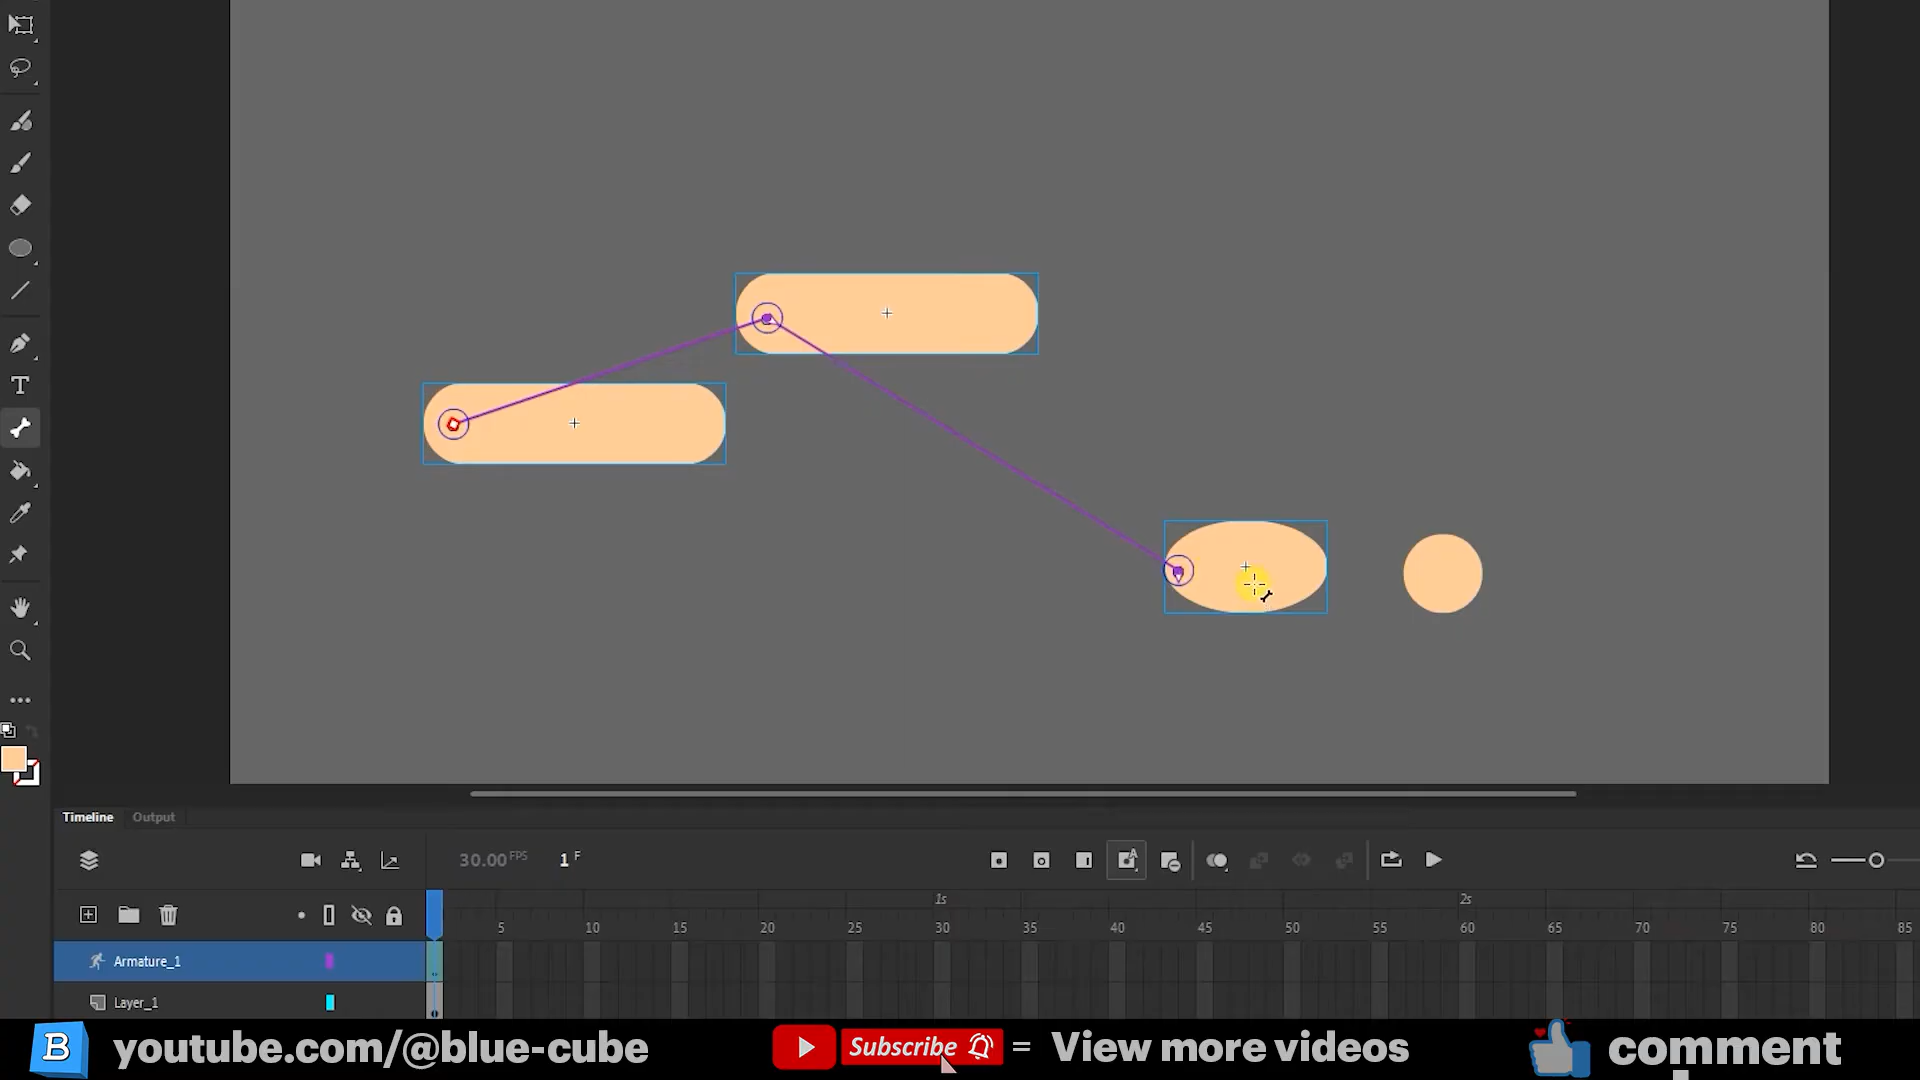 T
Timeline Output
30.00 FPS 1 F
1s 2s
5 10 15 20 25 30 35 40 45 50 55 60 65 70 75 80 85
Armature_1
Layer_1
B youtube.com/@blue-cube Subscribe = View more videos comment